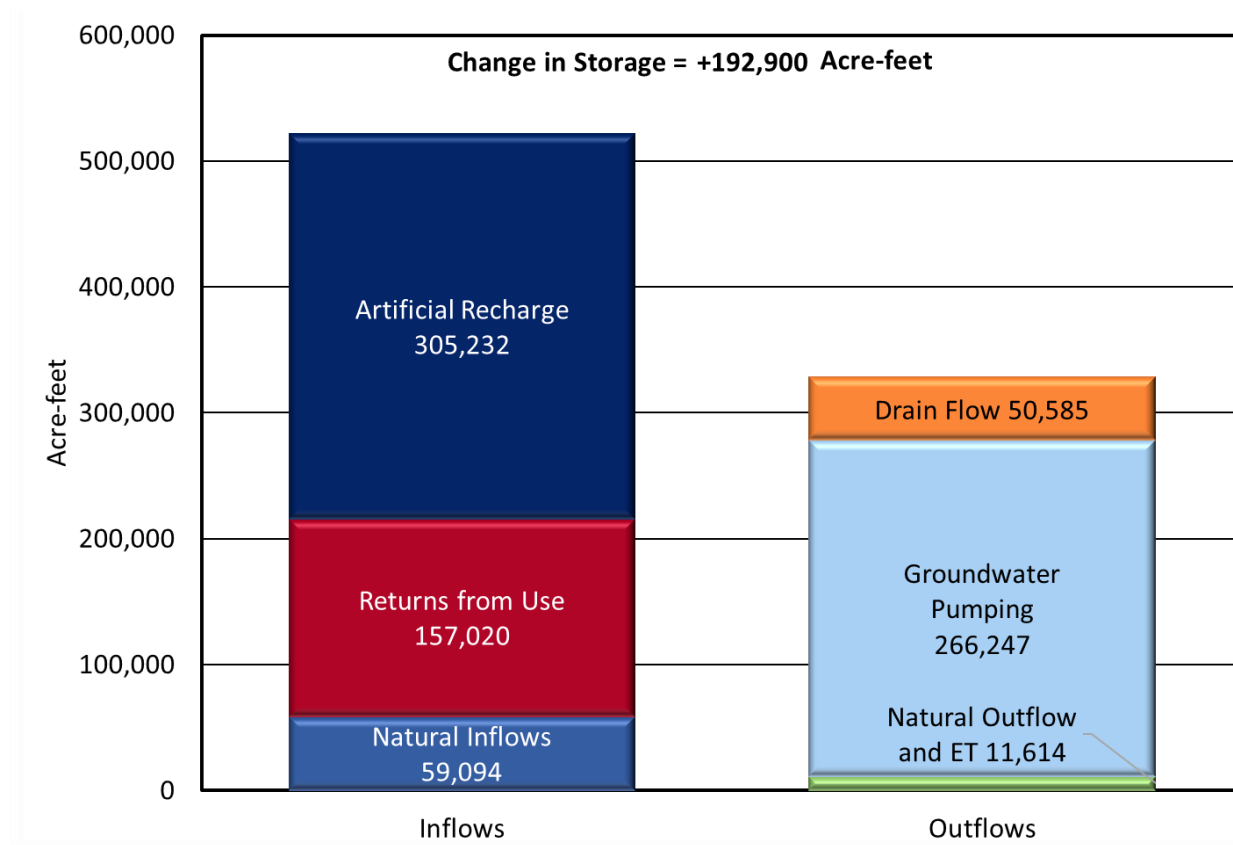 Change in Storage = +192,900 Acre-feet
600,000
500,000
400,000
300,000
200,000
100,000
0
Acre-feet
Artificial Recharge
305,232
Returns from Use
157,020
Natural Inflows
59,094
Drain Flow 50,585
Groundwater
Pumping
266,247
Natural Outflow
and ET 11,614
Inflows
Outflows